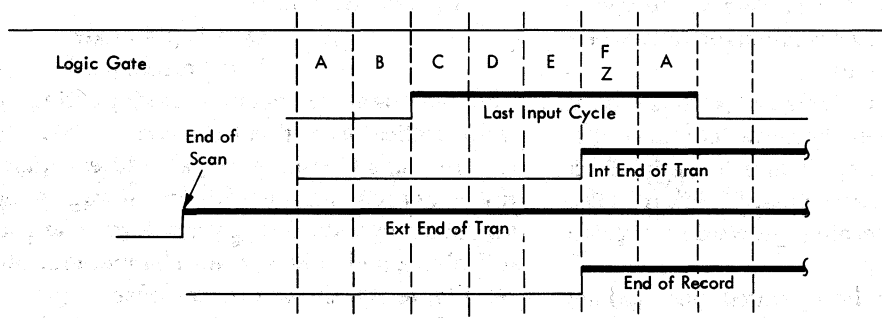 Logic Gate A B C D E F Z A
Last Input Cycle
End of
Scan
Int End of Tran
Ext End of Tran
End of Record